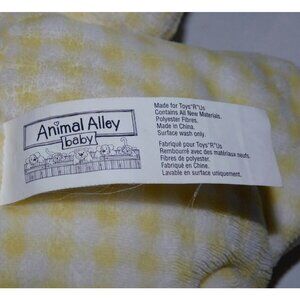 Animal Alley
baby
Made for Toys"R"Us
Contains All New Materials.
Polyester Fibres.
Made in China.
Surface wash only.
Fabriqué pour Toys"R"Us
Rembourré avec des matériaux neufs.
Fibres de polyester.
Fabriqué en Chine.
Lavable en surface uniquement.